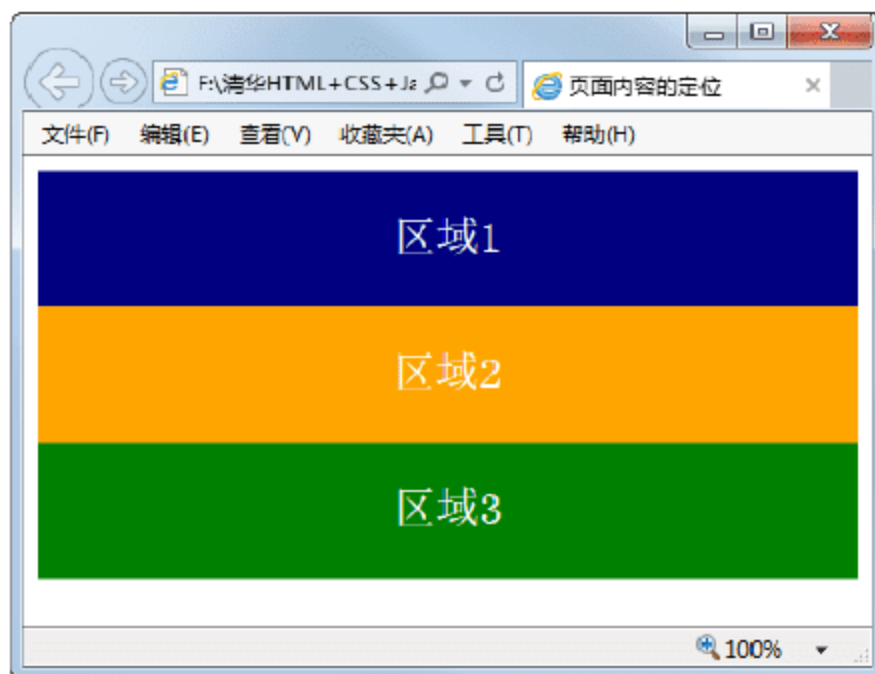 F:\清华HTML+CSS+Ja
页面内容的定位
文件(F) 编辑(E) 查看(V) 收藏夹(A) 工具(T) 帮助(H)
区域1
区域2
区域3
100%